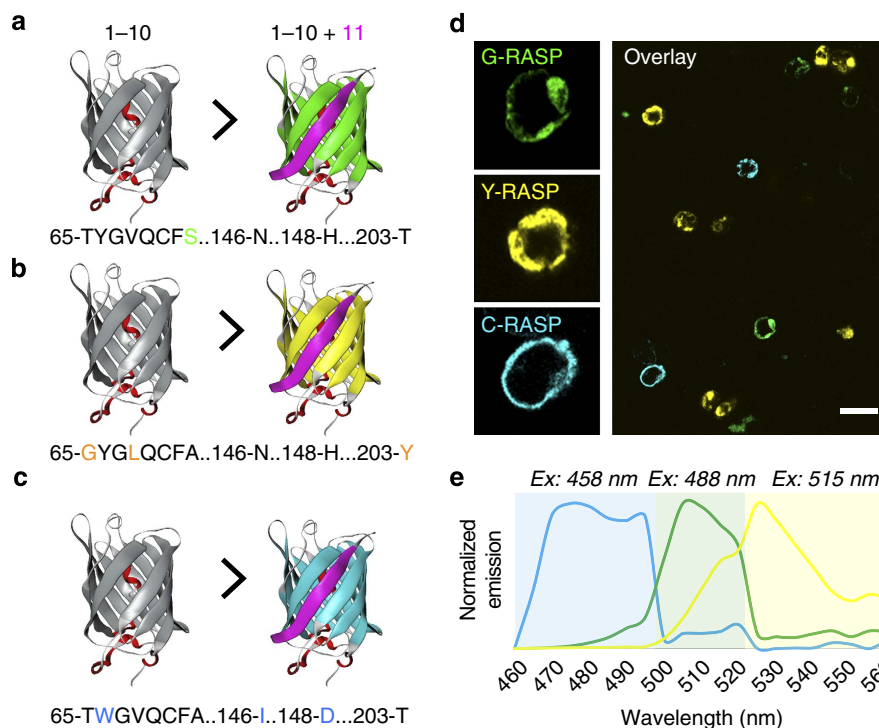 a
1–10
1–10 + 11
65-TYGVQCFS..146-N..148-H...203-T
b
65-GYGLQCFA..146-N..148-H...203-Y
c
65-TWGVQCFA..146-I..148-D...203-T
d
G-RASP
Y-RASP
C-RASP
Overlay
e
Ex: 458 nm Ex: 488 nm Ex: 515 nm
Normalized
emission
460 470 480 490 500 510 520 530 540 550
Wavelength (nm)